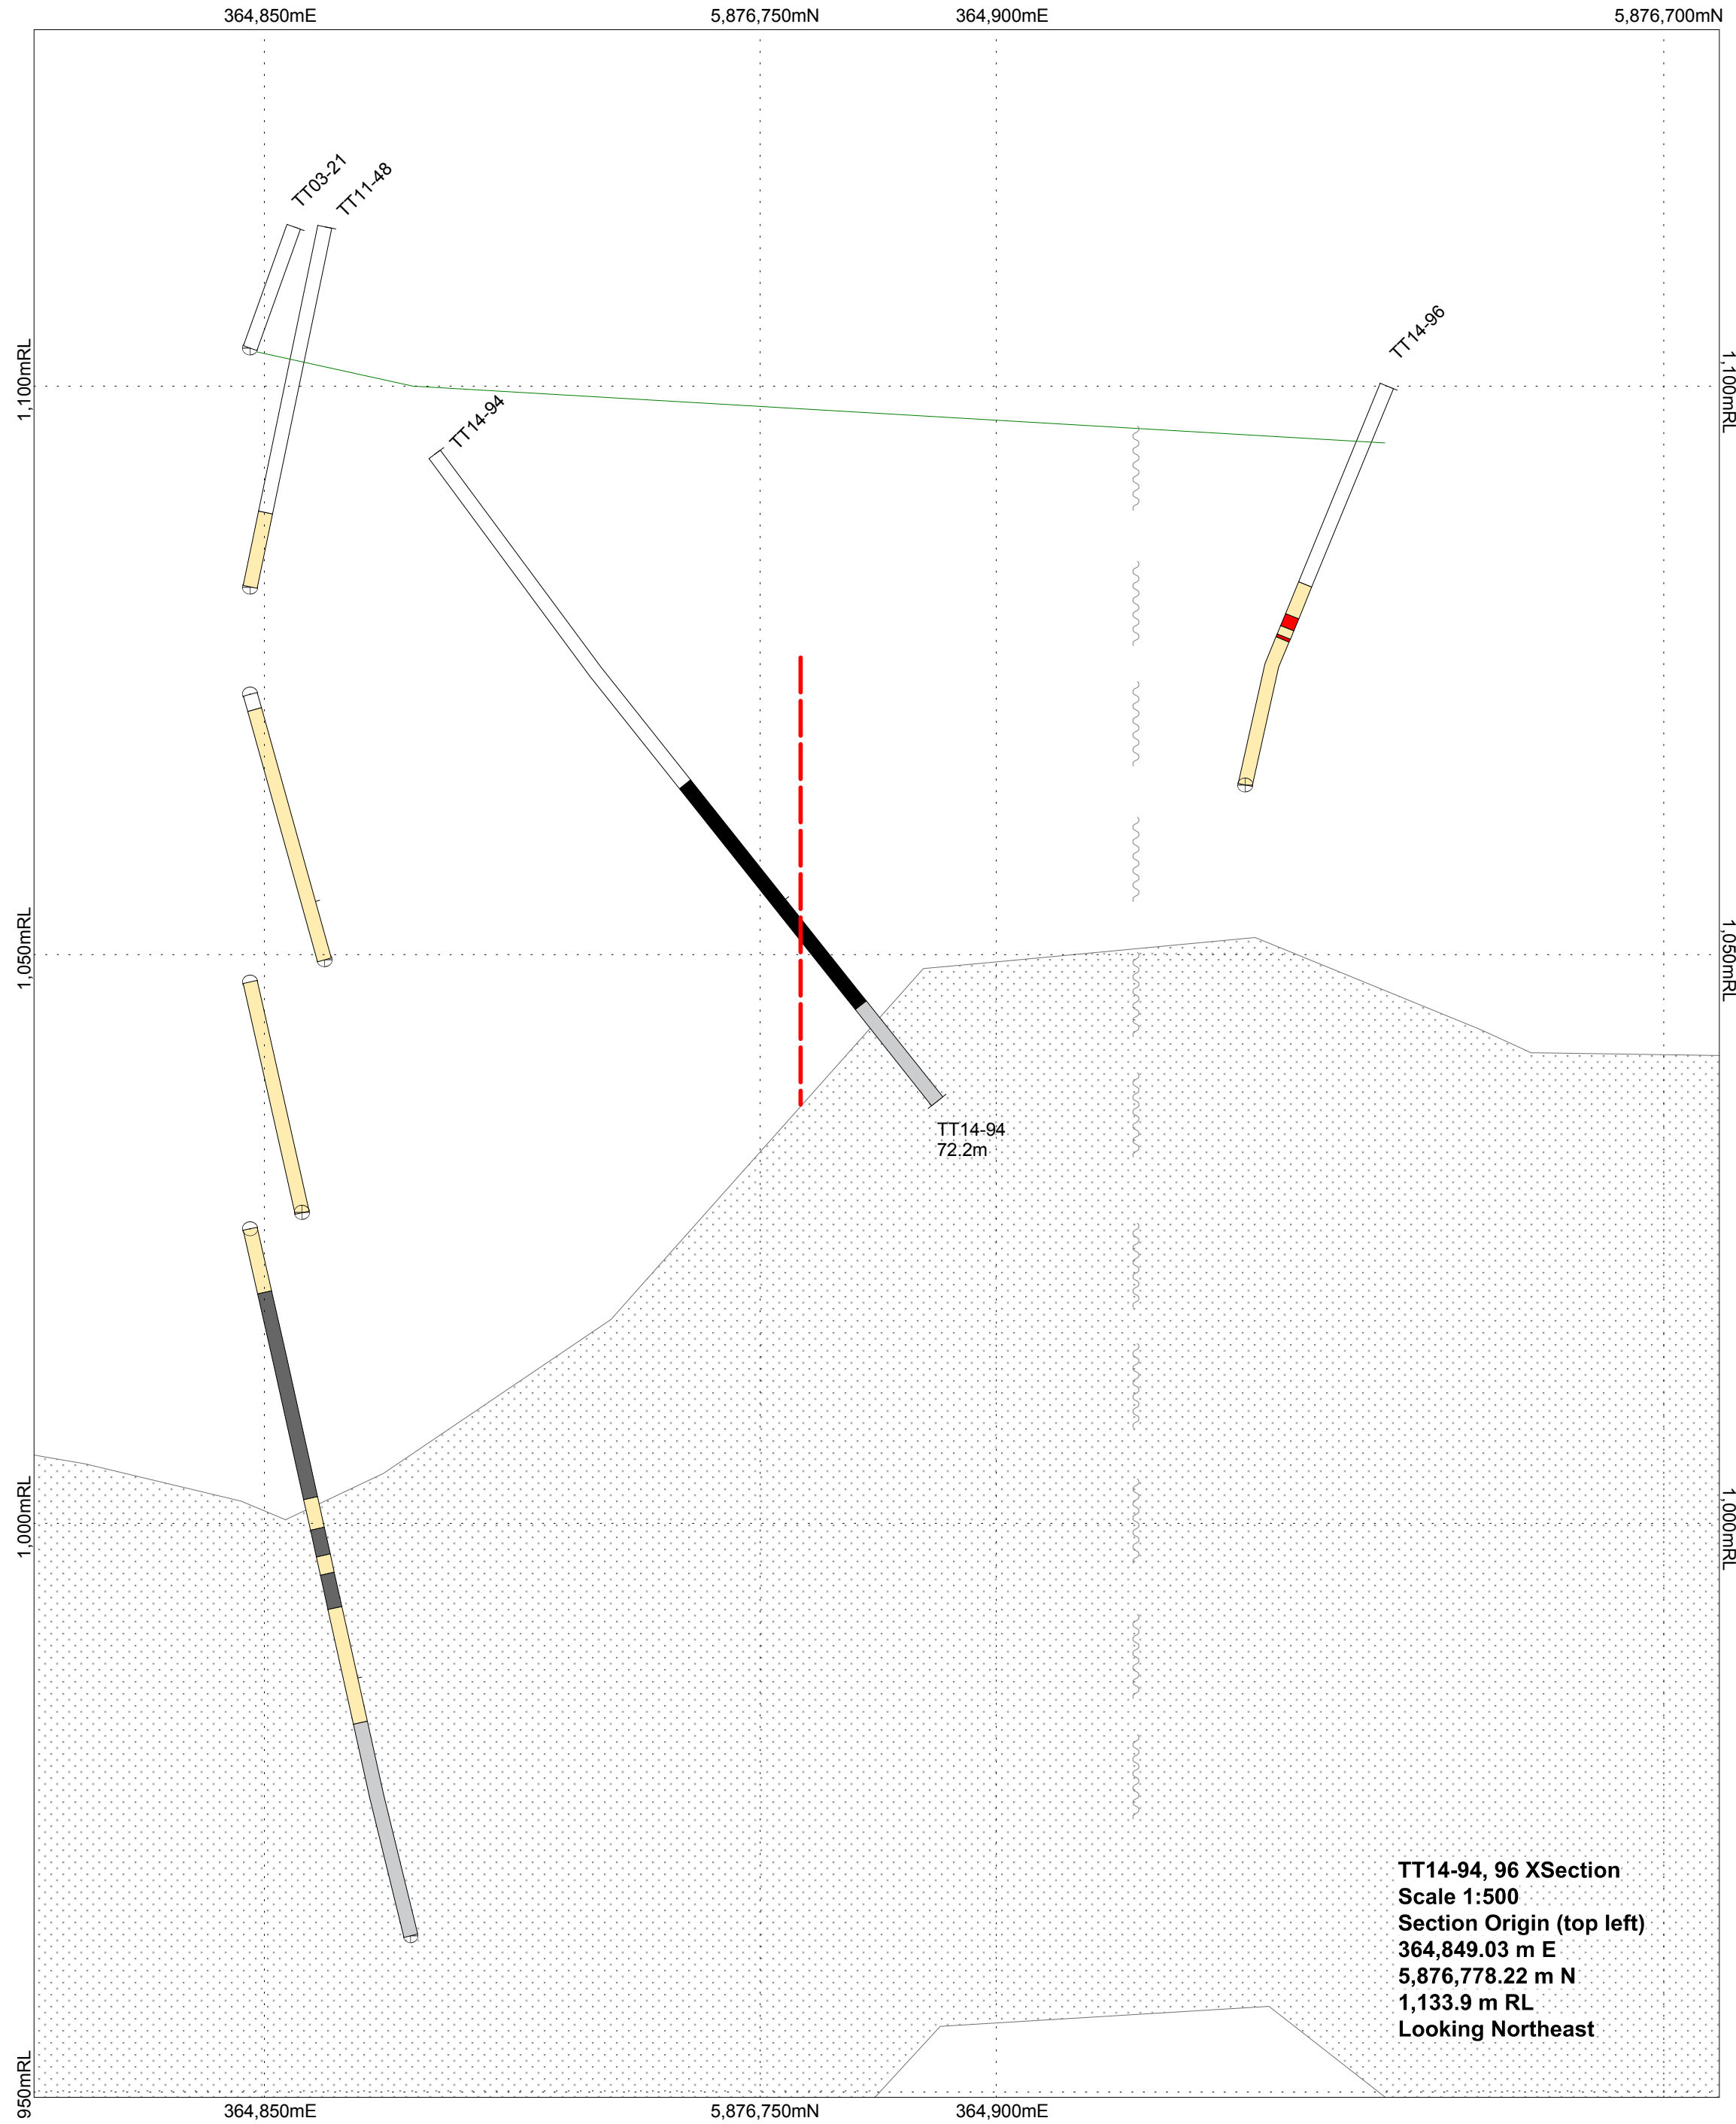 364,850mE
5,876,750mN
364,900mE
5,876,700mN
TT03-21
TT11-48
TT14-96
1,100mRL
1,100mRL
TT14-94
1,050mRL
1,050mRL
TT14-94
72.2m
1,000mRL
1,000mRL
TT14-94, 96 XSection
Scale 1:500
Section Origin (top left)
364,849.03 m E
5,876,778.22 m N
1,133.9 m RL
Looking Northeast
950mRL
364,850mE
5,876,750mN
364,900mE